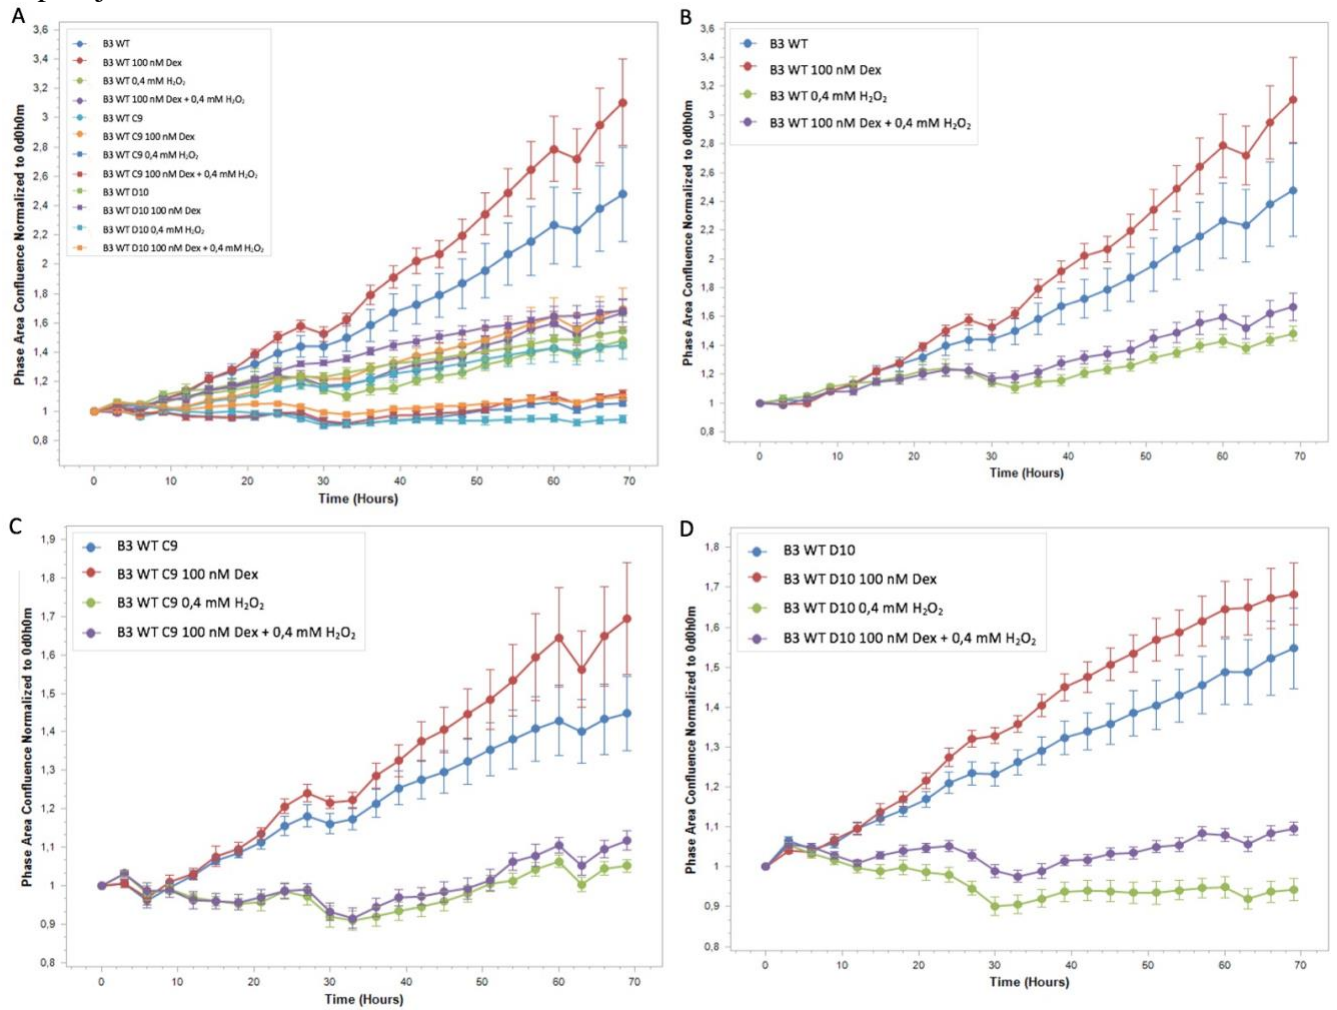 A
Phase Area Confluence Normalized to 0d0h0m
3,6
3,4
3,2
3
2,8
2,6
2,4
2,2
2
1,8
1,6
1,4
1,2
1
0,8
B3 WT
B3 WT 100 nM Dex
B3 WT 0,4 mM H₂O₂
B3 WT 100 nM Dex + 0,4 mM H₂O₂
B3 WT C9
B3 WT C9 100 nM Dex
B3 WT C9 0,4 mM H₂O₂
B3 WT C9 100 nM Dex + 0,4 mM H₂O₂
B3 WT D10
B3 WT D10 100 nM Dex
B3 WT D10 0,4 mM H₂O₂
B3 WT D10 100 nM Dex + 0,4 mM H₂O₂
0 10 20 30 40 50 60 70
Time (Hours)
B
Phase Area Confluence Normalized to 0d0h0m
3,6
3,4
3,2
3
2,8
2,6
2,4
2,2
2
1,8
1,6
1,4
1,2
1
0,8
B3 WT
B3 WT 100 nM Dex
B3 WT 0,4 mM H₂O₂
B3 WT 100 nM Dex + 0,4 mM H₂O₂
0 10 20 30 40 50 60 70
Time (Hours)
C
Phase Area Confluence Normalized to 0d0h0m
1,9
1,8
1,7
1,6
1,5
1,4
1,3
1,2
1,1
1
0,9
0,8
B3 WT C9
B3 WT C9 100 nM Dex
B3 WT C9 0,4 mM H₂O₂
B3 WT C9 100 nM Dex + 0,4 mM H₂O₂
0 10 20 30 40 50 60 70
Time (Hours)
D
Phase Area Confluence Normalized to 0d0h0m
1,8
1,7
1,6
1,5
1,4
1,3
1,2
1,1
1
0,9
0,8
B3 WT D10
B3 WT D10 100 nM Dex
B3 WT D10 0,4 mM H₂O₂
B3 WT D10 100 nM Dex + 0,4 mM H₂O₂
0 10 20 30 40 50 60 70
Time (Hours)